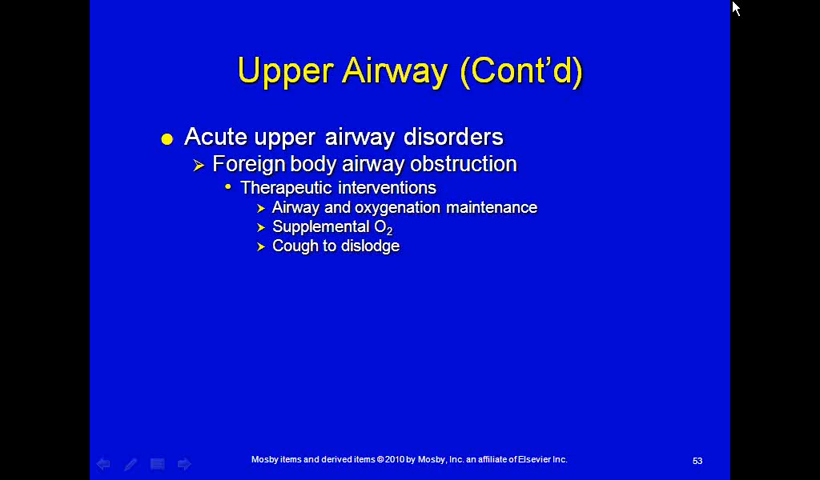 Upper Airway (Cont’d)
Acute upper airway disorders
Foreign body airway obstruction
Therapeutic interventions
Airway and oxygenation maintenance
Supplemental O₂
Cough to dislodge
Mosby items and derived items © 2010 by Mosby, Inc. an affiliate of Elsevier Inc.
53